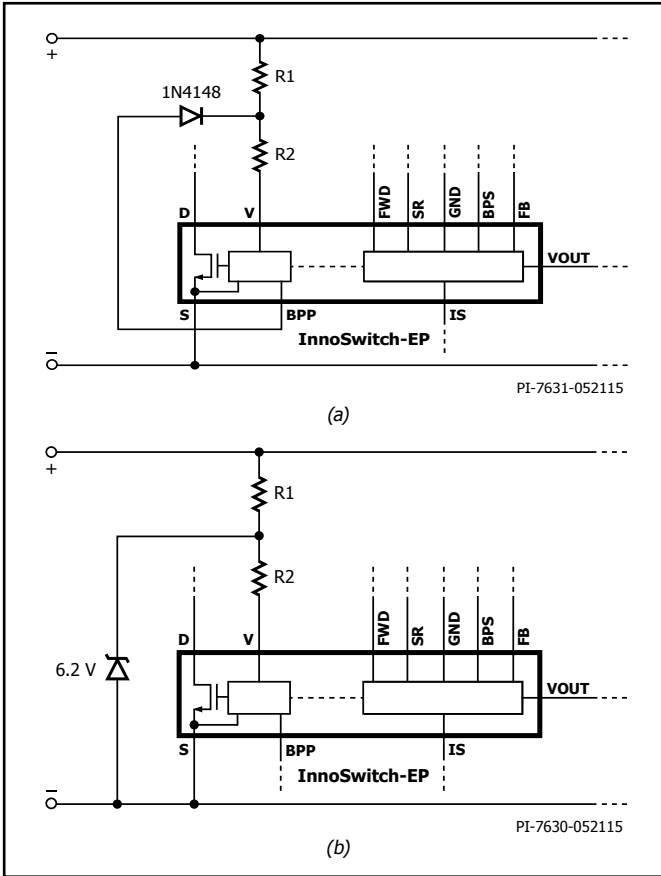 +
R1
1N4148
R2
D V FWD SR GND BPS FB
VOUT
S BPP IS
InnoSwitch-EP
–
PI-7631-052115
(a)
+
R1
R2
D V FWD SR GND BPS FB
6.2 V
VOUT
S BPP IS
InnoSwitch-EP
–
PI-7630-052115
(b)